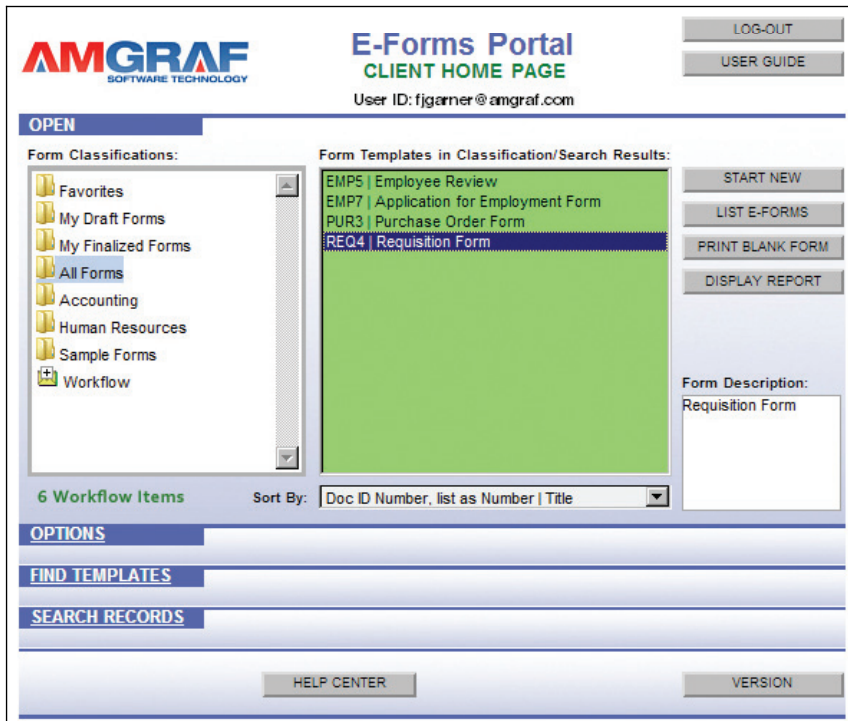 AMGRAF
SOFTWARE TECHNOLOGY
E-Forms Portal
CLIENT HOME PAGE
User ID: fjgarner@amgraf.com
LOG-OUT
USER GUIDE
OPEN
Form Classifications:
Favorites
My Draft Forms
My Finalized Forms
All Forms
Accounting
Human Resources
Sample Forms
Workflow
6 Workflow Items
Form Templates in Classification/Search Results:
EMP5 | Employee Review
EMP7 | Application for Employment Form
PUR3 | Purchase Order Form
REQ4 | Requisition Form
Sort By:
Doc ID Number, list as Number | Title
START NEW
LIST E-FORMS
PRINT BLANK FORM
DISPLAY REPORT
Form Description:
Requisition Form
OPTIONS
FIND TEMPLATES
SEARCH RECORDS
HELP CENTER
VERSION